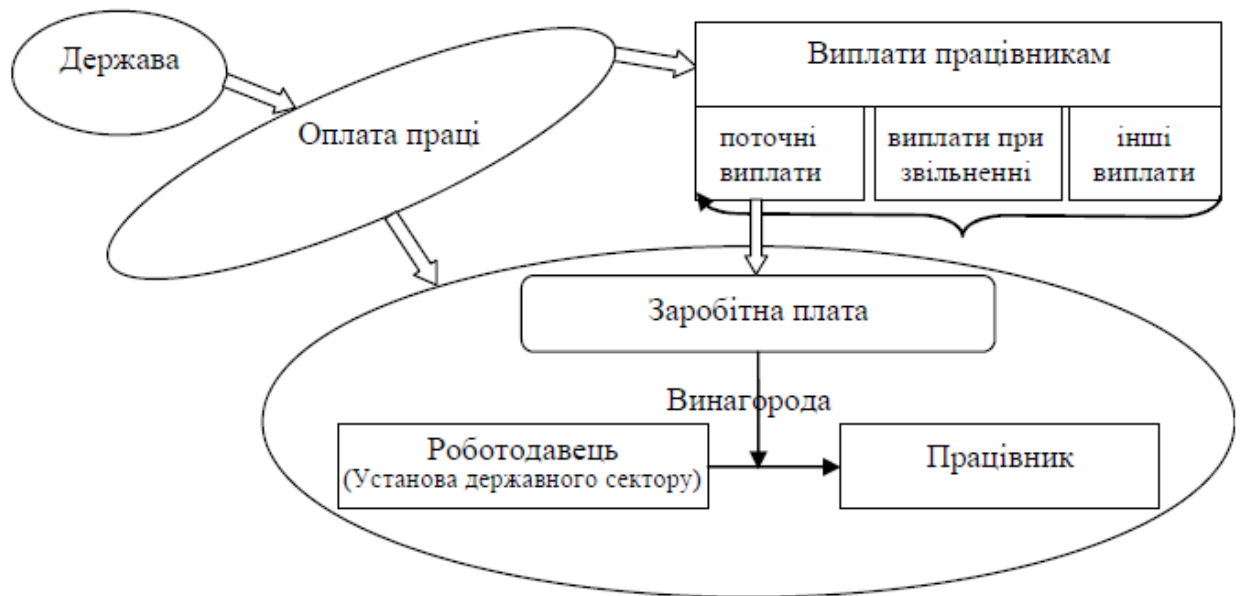 Держава
Оплата праці
Виплати працівникам
поточні
виплати
виплати при
звільненні
інші
виплати
Заробітна плата
Винагорода
Роботодавець
(Установа державного сектору)
Працівник